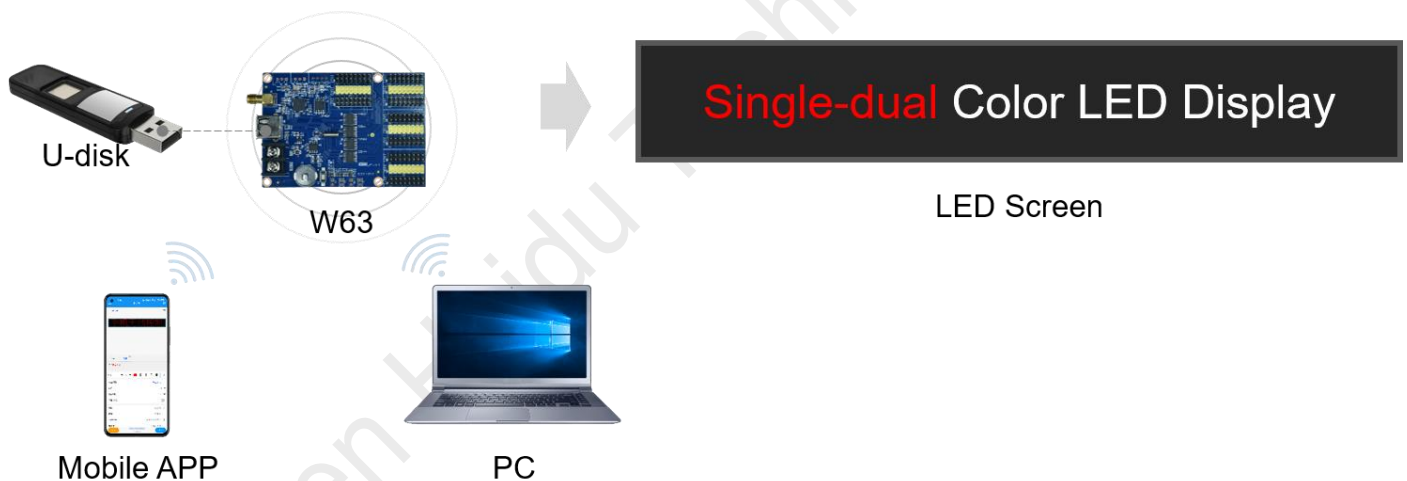 U-disk
W63
Single-dual Color LED Display
LED Screen
Mobile APP
PC